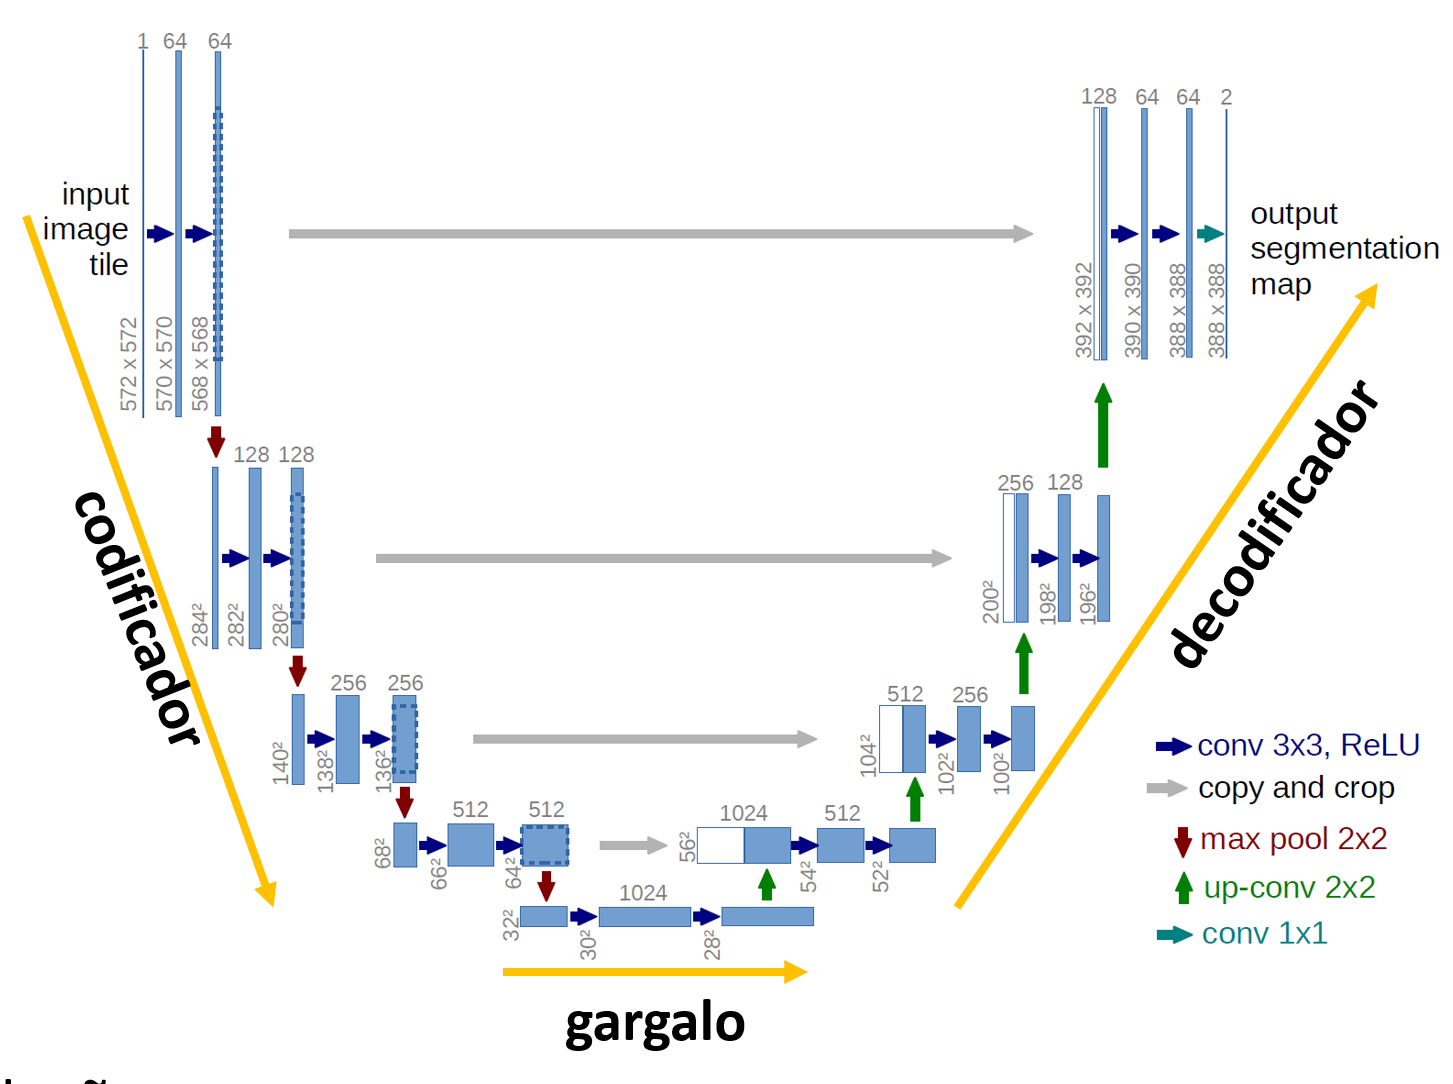 1 64 64
128 64 64 2
input
image
tile
output
segmentation
map
572 x 572
570 x 570
568 x 568
392 x 392
390 x 390
388 x 388
388 x 388
128 128
256 128
284²
282²
280²
200²
198²
196²
codificador
decodificador
256 256
512 256
140²
138²
136²
104²
102²
100²
512 512
1024 512
68²
66²
64²
56²
54²
52²
1024
32²
30²
28²
gargalo
conv 3x3, ReLU
copy and crop
max pool 2x2
up-conv 2x2
conv 1x1